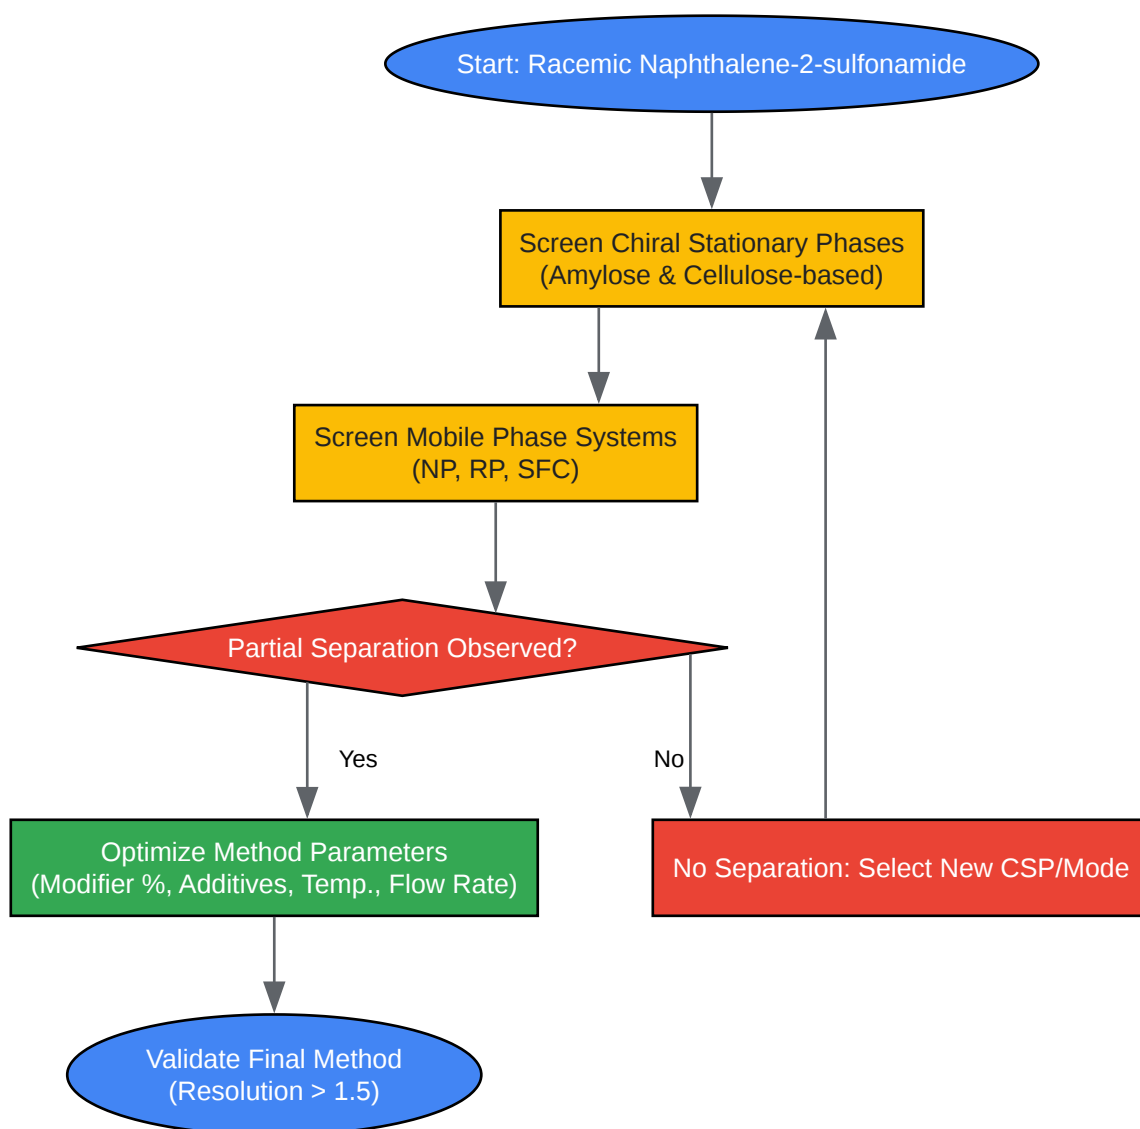 Start: Racemic Naphthalene-2-sulfonamide
Screen Chiral Stationary Phases
(Amylose & Cellulose-based)
Screen Mobile Phase Systems
(NP, RP, SFC)
Partial Separation Observed?
Yes
No
Optimize Method Parameters
(Modifier %, Additives, Temp., Flow Rate)
No Separation: Select New CSP/Mode
Validate Final Method
(Resolution > 1.5)